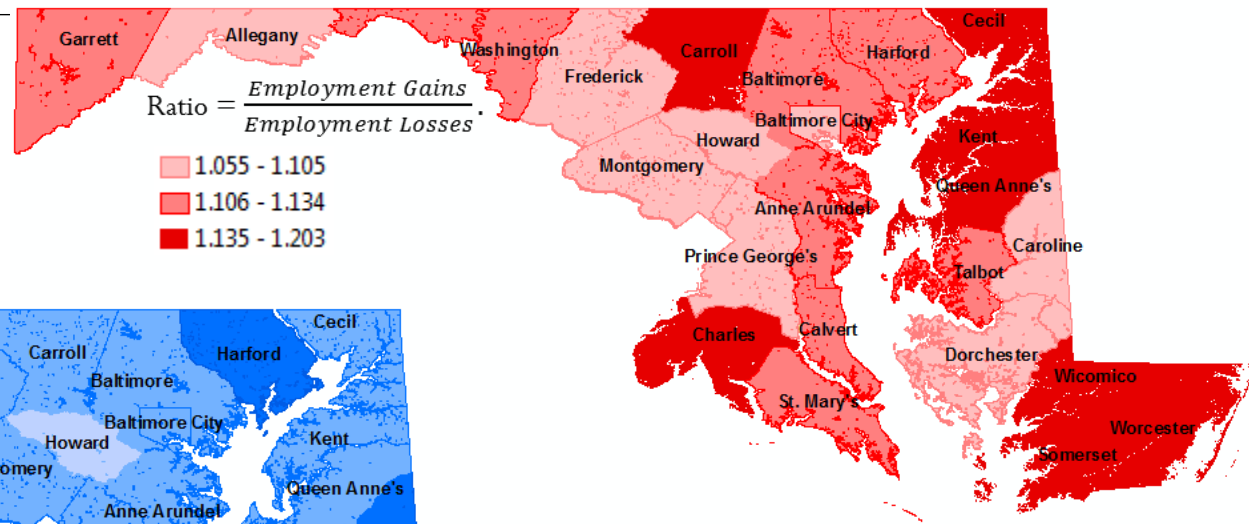 Garrett
Allegany
Washington
Frederick
Carroll
Baltimore
Harford
Cecil
Baltimore City
Howard
Montgomery
Kent
Queen Anne's
Anne Arundel
Prince George's
Caroline
Talbot
Charles
Calvert
Dorchester
St. Mary's
Wicomico
Worcester
Somerset
Ratio = Employment Gains
Employment Losses.
1.055 - 1.105
1.106 - 1.134
1.135 - 1.203
Cecil
Carroll
Harford
Baltimore
Baltimore City
Howard
Kent
omery
Queen Anne's
Anne Arundel